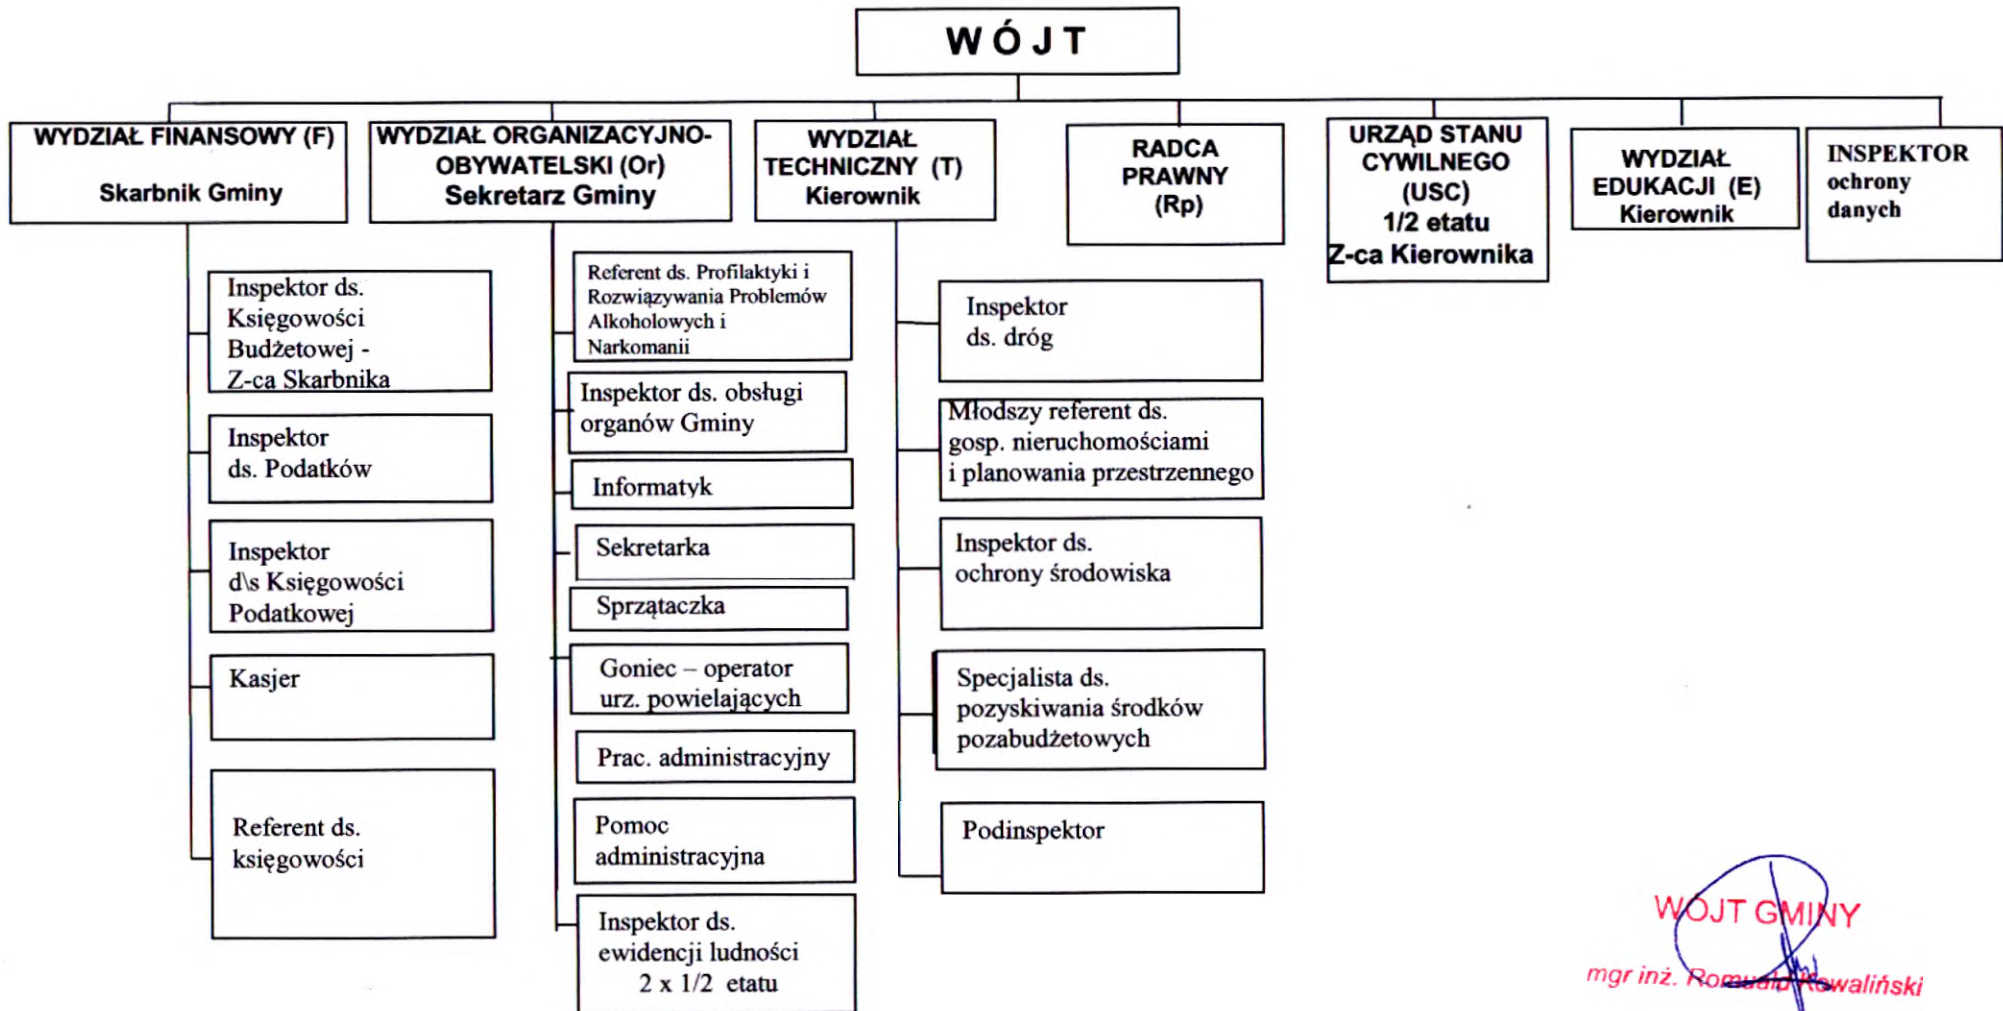 WÓJT
WYDZIAŁ FINANSOWY (F)
Skarbnik Gminy
WYDZIAŁ ORGANIZACYJNO-
OBYWATELSKI (Or)
Sekretarz Gminy
WYDZIAŁ
TECHNICZNY (T)
Kierownik
RADCA
PRAWNY
(Rp)
URZĄD STANU
CYWILNEGO
(USC)
1/2 etatu
Z-ca Kierownika
WYDZIAŁ
EDUKACJI (E)
Kierownik
INSPEKTOR
ochrony
danych
Inspektor ds.
Księgowości
Budżetowej -
Z-ca Skarbnika
Inspektor
ds. Podatków
Inspektor
d\s Księgowości
Podatkowej
Kasjer
Referent ds.
księgowości
Referent ds. Profilaktyki i
Rozwiązywania Problemów
Alkoholowych i
Narkomanii
Inspektor ds. obsługi
organów Gminy
Informatyk
Sekretarka
Sprzątaczka
Goniec – operator
urz. powielających
Prac. administracyjny
Pomoc
administracyjna
Inspektor ds.
ewidencji ludności
2 x 1/2 etatu
Inspektor
ds. dróg
Młodszy referent ds.
gosp. nieruchomościami
i planowania przestrzennego
Inspektor ds.
ochrony środowiska
Specjalista ds.
pozyskiwania środków
pozabudżetowych
Podinspektor
WÓJT GMINY
mgr inż. Romuald Kowaliński